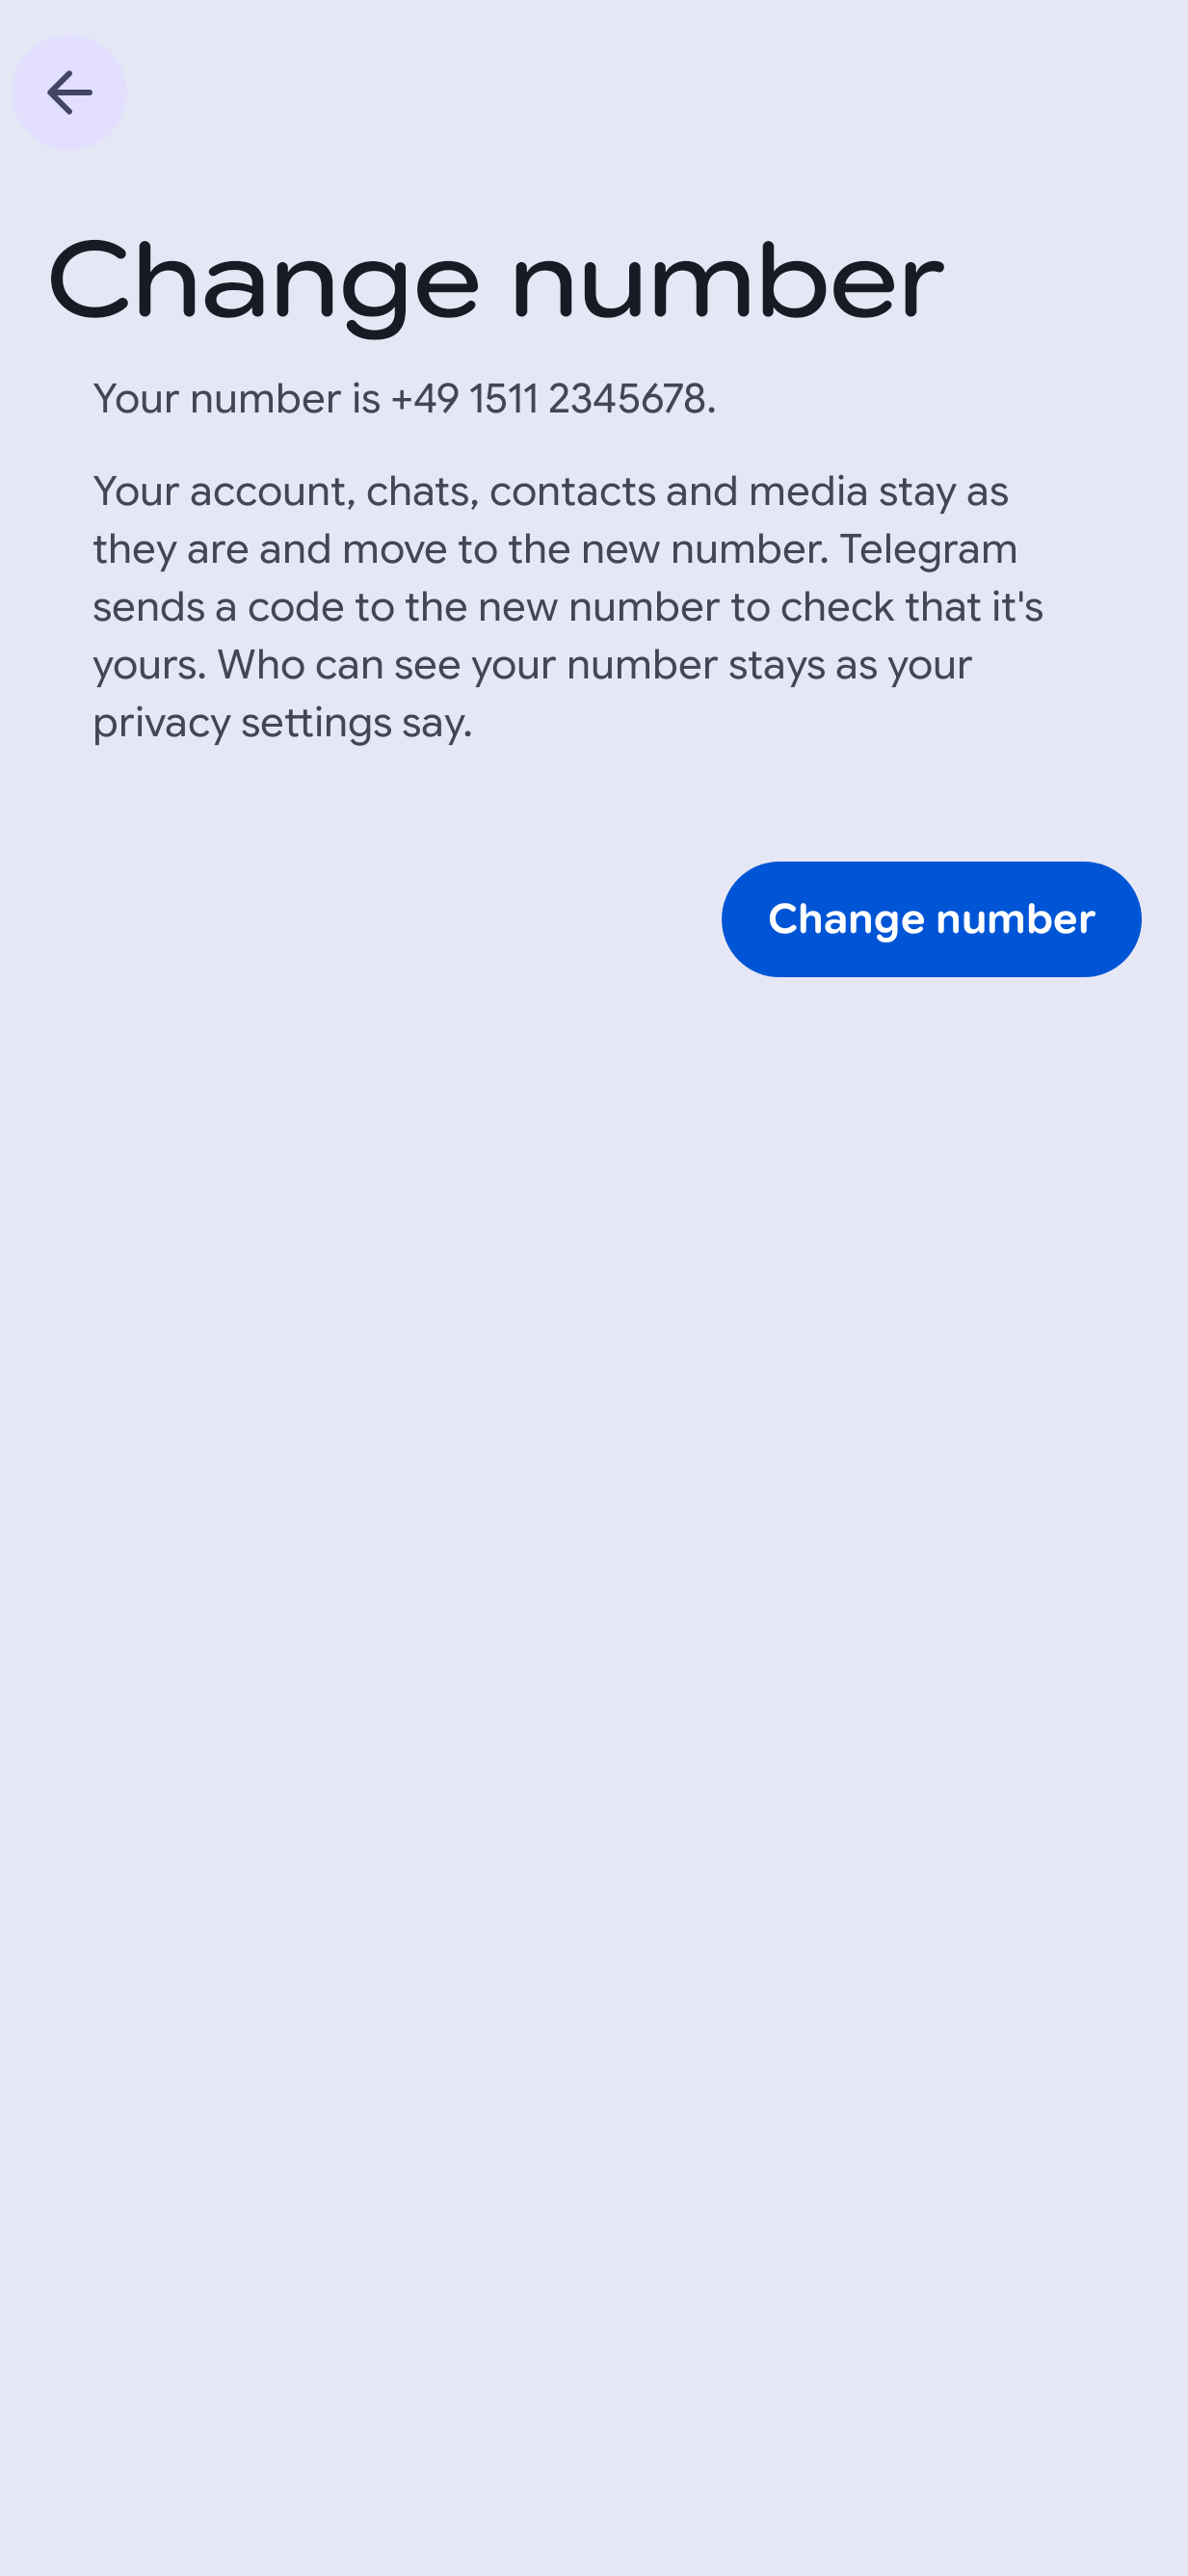 Change number
Your number is +49 1511 2345678.
Your account, chats, contacts and media stay as
they are and move to the new number. Telegram
sends a code to the new number to check that it's
yours. Who can see your number stays as your
privacy settings say.
Change number